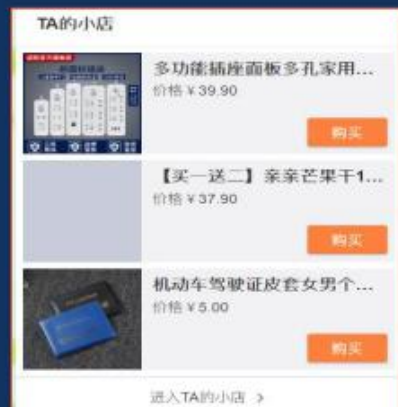 TA的小店
多功能插座面板多孔家用...
价格 ¥ 39.90
购买
【买一送二】亲亲芒果干1...
价格 ¥ 37.90
购买
机动车驾驶证皮套女男个...
价格 ¥ 5.00
购买
进入TA的小店 >